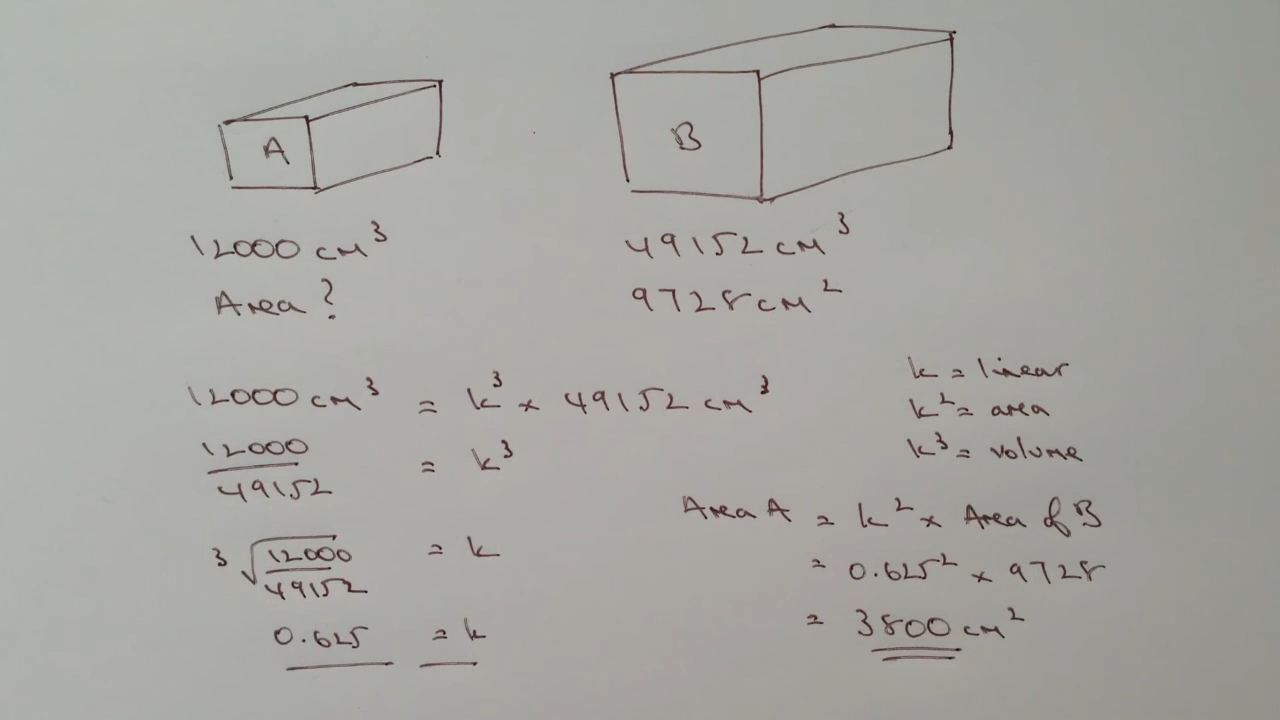 A
B
12000 cm³
49152 cm³
Area ?
9728 cm²
12000 cm³ = k³ × 49152 cm³
12000/49152 = k³
³√(12000/49152) = k
0.625 = k
k = linear
k² = area
k³ = volume
Area A = k² × Area of B
= 0.625² × 9728
= 3800 cm²